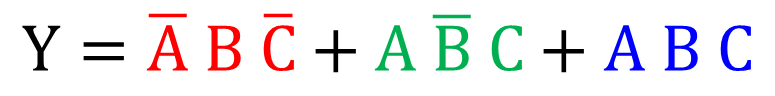 Y = A̅ B C̅ + A B̅ C + A B C